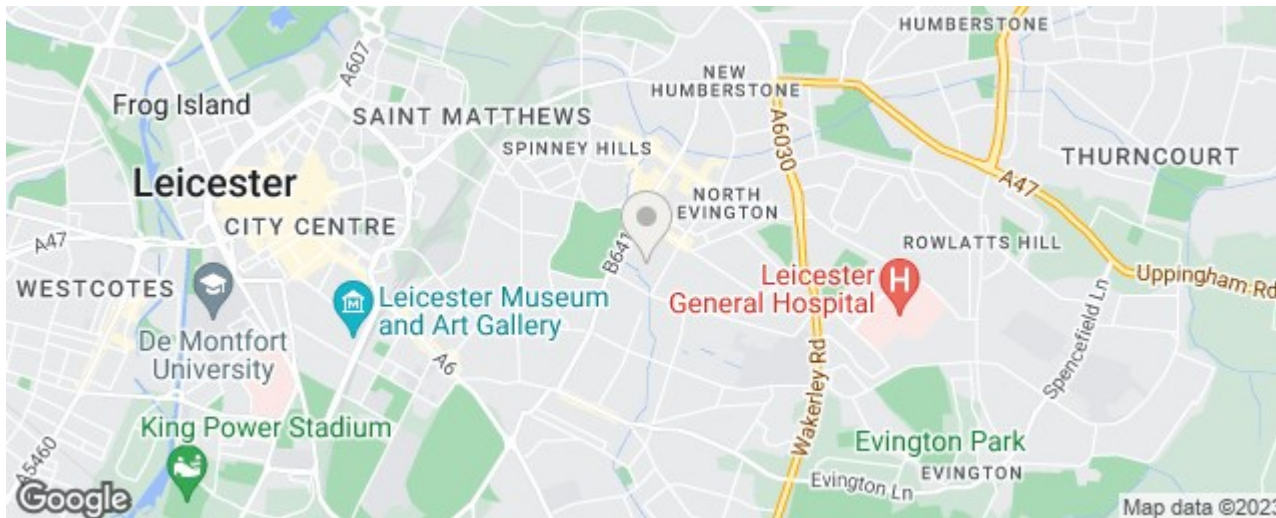 HUMBERSTONE
A607
NEW
HUMBERSTONE
Frog Island
SAINT MATTHEWS
A6030
SPINNEY HILLS
THURNCOURT
Leicester
A47
NORTH
EVINGTON
CITY CENTRE
B641
A47
ROWLATTS HILL
Leicester
General Hospital
H
Uppingham Rd
WESTCOTES
Leicester Museum
and Art Gallery
M
De Montfort
University
A6
Spencefield Ln
Wakerley Rd
King Power Stadium
Evington Park
A5460
EVINGTON
Evington Ln
Google
Map data ©2023